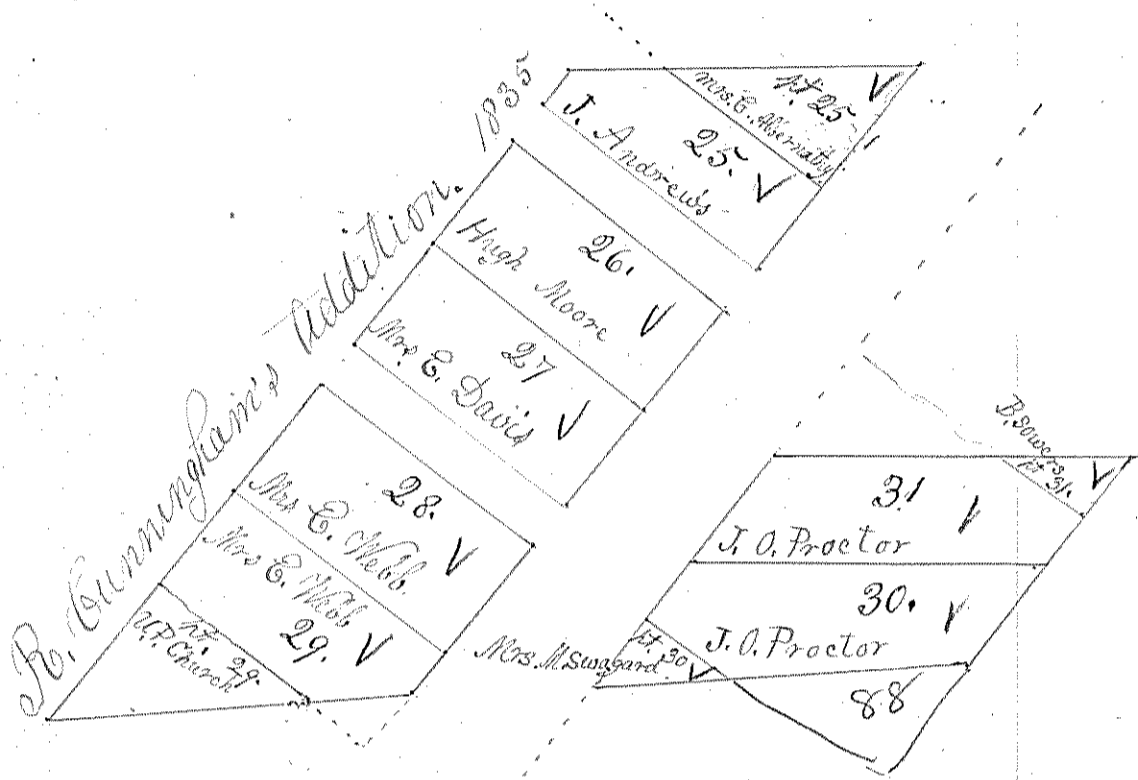 R. Cunningham's Addition. 1835
pt. 25 V
Mrs. E. Abernathy
25. V
J. Andrews
26.
Hugh Moore V
27
Mrs. E. Davis V
28.
Mrs E. Webb. V
Mrs E. Webb
29. V
pt. 29.
U.P. Church
B. Sowers
pt 31. V
31 V
J. O. Proctor
30. V
J. O. Proctor
Mrs. M. Swagard
pt. 30 V
88